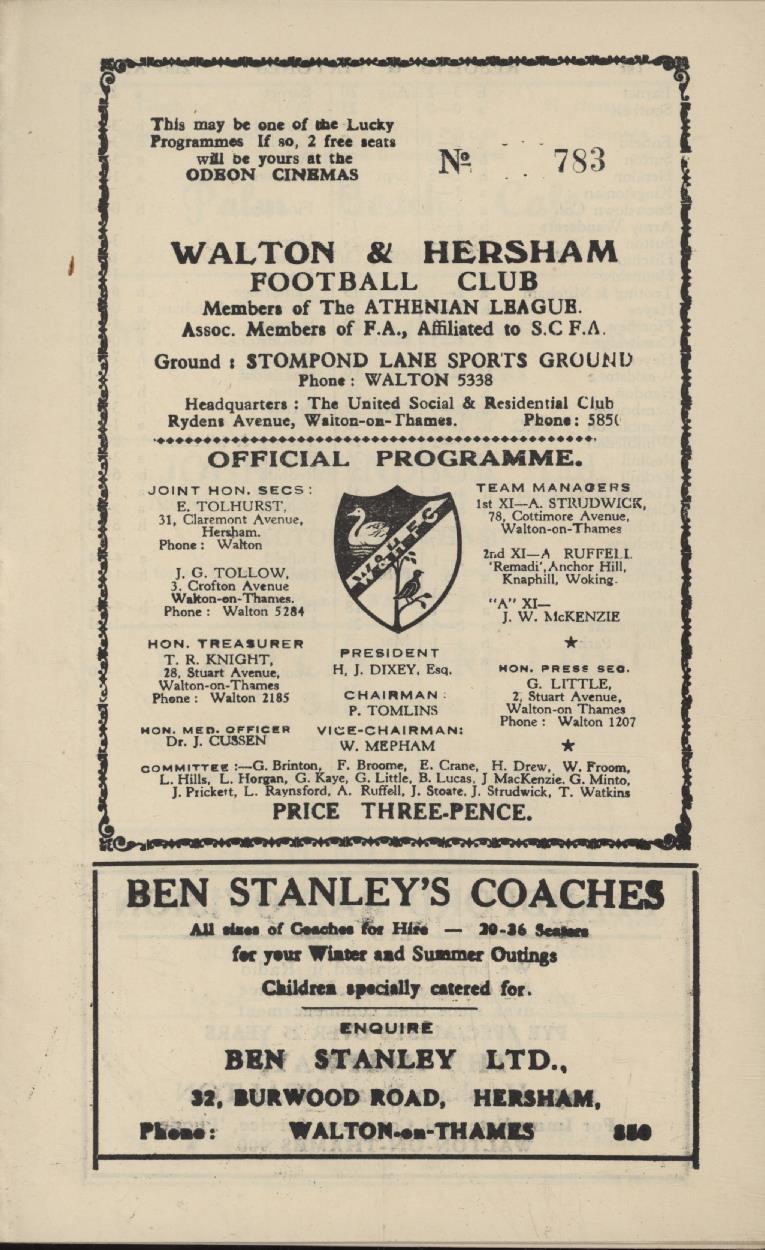 This may be one of the Lucky
Programmes If so, 2 free seats
will be yours at the
ODEON CINEMAS
No 783
WALTON & HERSHAM
FOOTBALL CLUB
Members of The ATHENIAN LEAGUE.
Assoc. Members of F.A., Affiliated to S.C F.A.
Ground : STOMPOND LANE SPORTS GROUND
Phone : WALTON 5338
Headquarters : The United Social & Residential Club
Rydens Avenue, Walton-on-Thames. Phone: 585
OFFICIAL PROGRAMME.
JOINT HON. SECS :
E. TOLHURST,
31, Claremont Avenue,
Hersham.
Phone : Walton
J. G. TOLLOW,
3. Crofton Avenue
Walton-on-Thames.
Phone : Walton 5284
HON. TREASURER
T. R. KNIGHT,
28, Stuart Avenue,
Walton-on-Thames
Phone : Walton 2185
HON. MED. OFFICER
Dr. J. CUSSEN
W & H F C
PRESIDENT
H. J. DIXEY, Esq.
CHAIRMAN :
P. TOMLINS
VICE-CHAIRMAN:
W. MEPHAM
TEAM MANAGERS
1st XI—A. STRUDWICK,
78, Cottimore Avenue,
Walton-on-Thames
2nd XI—A RUFFELL
'Remadi', Anchor Hill,
Knaphill, Woking.
"A" XI—
J. W. McKENZIE
HON. PRESS SEC.
G. LITTLE,
2, Stuart Avenue,
Walton-on Thames
Phone : Walton 1207
COMMITTEE :—G. Brinton, F. Broome, E. Crane, H. Drew, W. Froom,
L. Hills, L. Horgan, G. Kaye, G. Little, B. Lucas, J MacKenzie. G. Minto,
J. Prickett, L. Raynsford, A. Ruffell, J. Stoate, J. Strudwick, T. Watkins
PRICE THREE-PENCE.
BEN STANLEY'S COACHES
All sizes of Coaches for Hire — 20-36 Seaters
for your Winter and Summer Outings
Children specially catered for.
ENQUIRE
BEN STANLEY LTD.,
32, BURWOOD ROAD, HERSHAM,
Phone: WALTON-on-THAMES